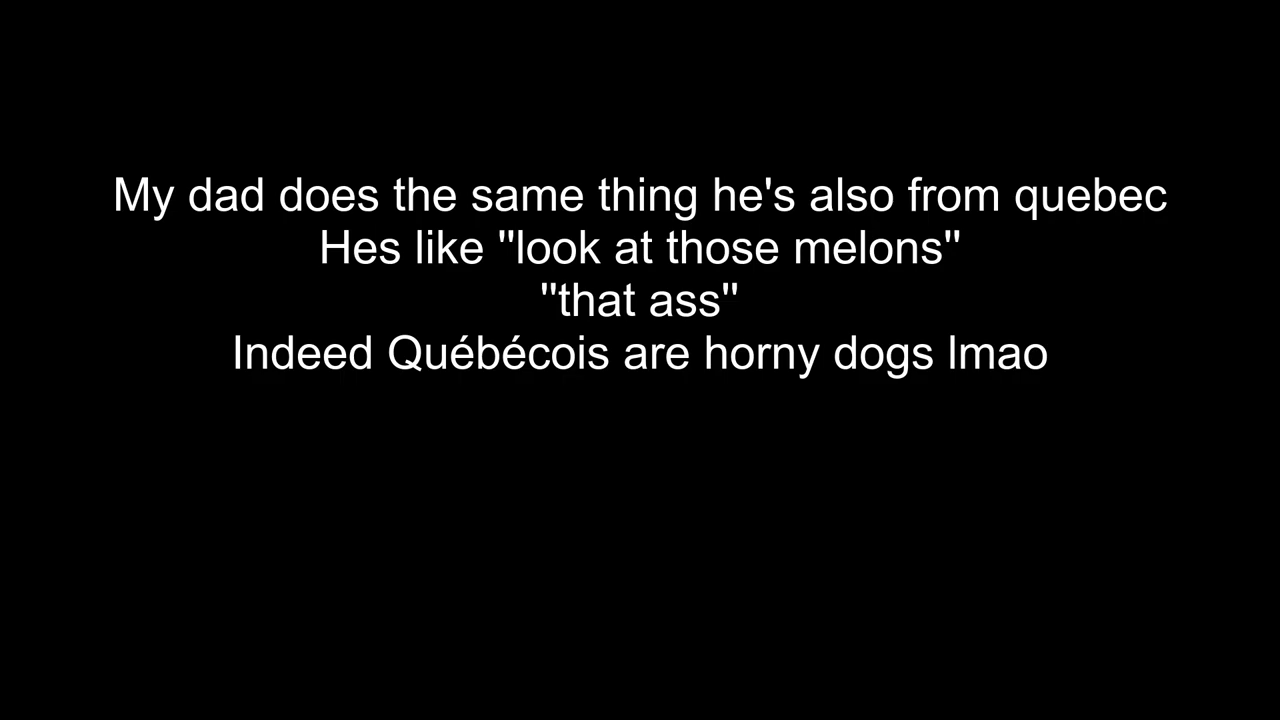 My dad does the same thing he's also from quebec
Hes like "look at those melons"
"that ass"
Indeed Québécois are horny dogs lmao